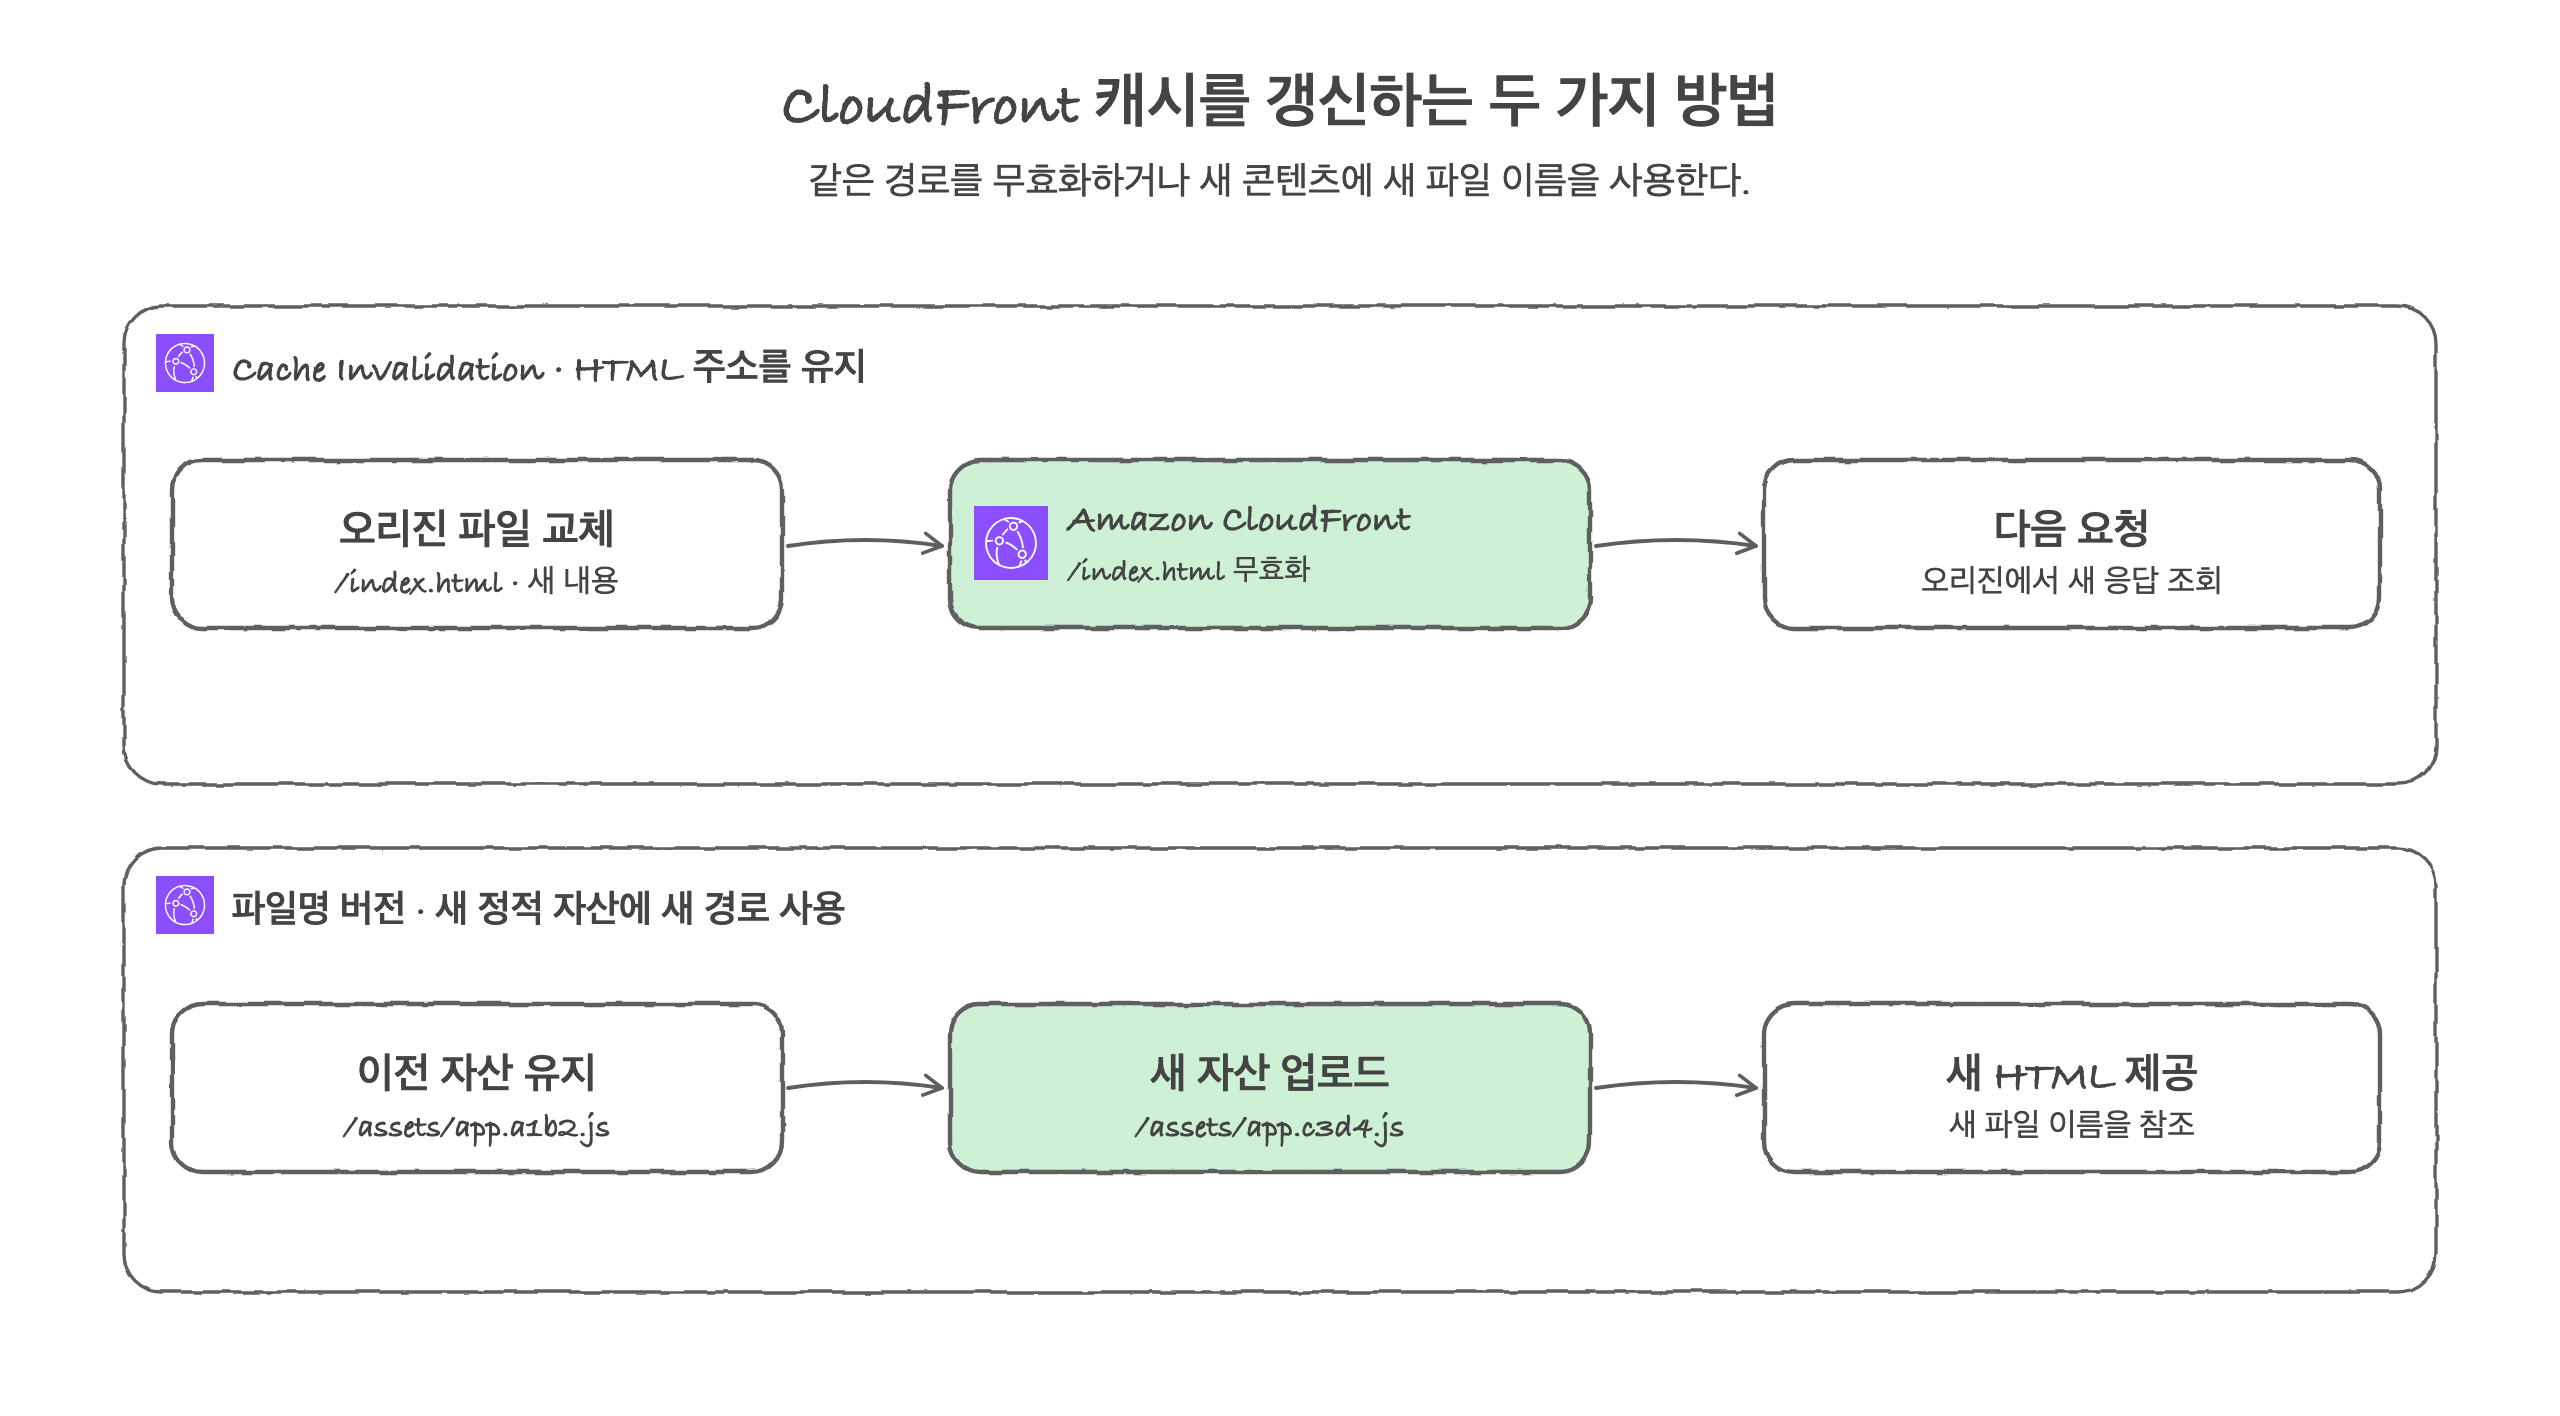 CloudFront 캐시를 갱신하는 두 가지 방법
같은 경로를 무효화하거나 새 콘텐츠에 새 파일 이름을 사용한다.
Cache Invalidation · HTML 주소를 유지
오리진 파일 교체
/index.html · 새 내용
Amazon CloudFront
/index.html 무효화
다음 요청
오리진에서 새 응답 조회
파일명 버전 · 새 정적 자산에 새 경로 사용
이전 자산 유지
/assets/app.a1b2.js
새 자산 업로드
/assets/app.c3d4.js
새 HTML 제공
새 파일 이름을 참조